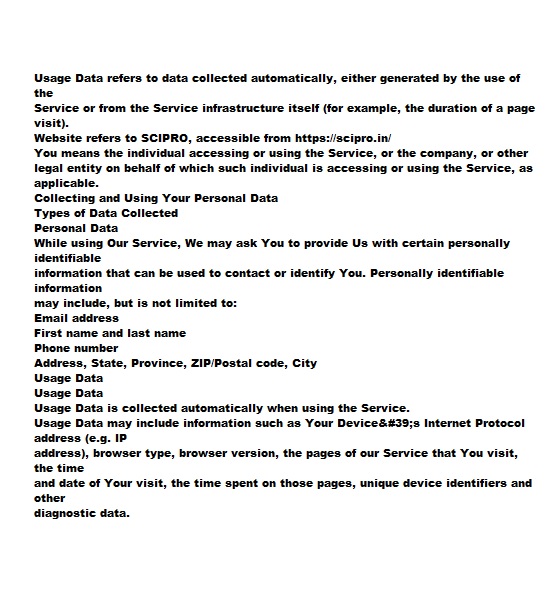 Usage Data refers to data collected automatically, either generated by the use of
the
Service or from the Service infrastructure itself (for example, the duration of a page
visit).
Website refers to SCIPRO, accessible from https://scipro.in/
You means the individual accessing or using the Service, or the company, or other
legal entity on behalf of which such individual is accessing or using the Service, as
applicable.
Collecting and Using Your Personal Data
Types of Data Collected
Personal Data
While using Our Service, We may ask You to provide Us with certain personally
identifiable
information that can be used to contact or identify You. Personally identifiable
information
may include, but is not limited to:
Email address
First name and last name
Phone number
Address, State, Province, ZIP/Postal code, City
Usage Data
Usage Data
Usage Data is collected automatically when using the Service.
Usage Data may include information such as Your Device&#39;s Internet Protocol
address (e.g. IP
address), browser type, browser version, the pages of our Service that You visit,
the time
and date of Your visit, the time spent on those pages, unique device identifiers and
other
diagnostic data.